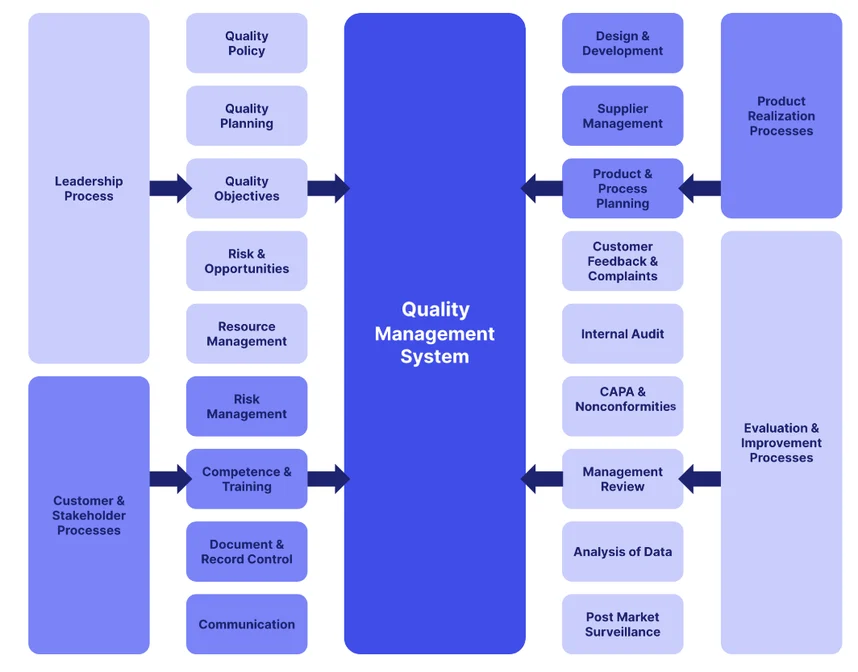 Leadership
Process
Customer &
Stakeholder
Processes
Quality
Policy
Quality
Planning
Quality
Objectives
Risk &
Opportunities
Resource
Management
Risk
Management
Competence &
Training
Document &
Record Control
Communication
Quality
Management
System
Design &
Development
Supplier
Management
Product &
Process
Planning
Customer
Feedback &
Complaints
Internal Audit
CAPA &
Nonconformities
Management
Review
Analysis of Data
Post Market
Surveillance
Product
Realization
Processes
Evaluation &
Improvement
Processes